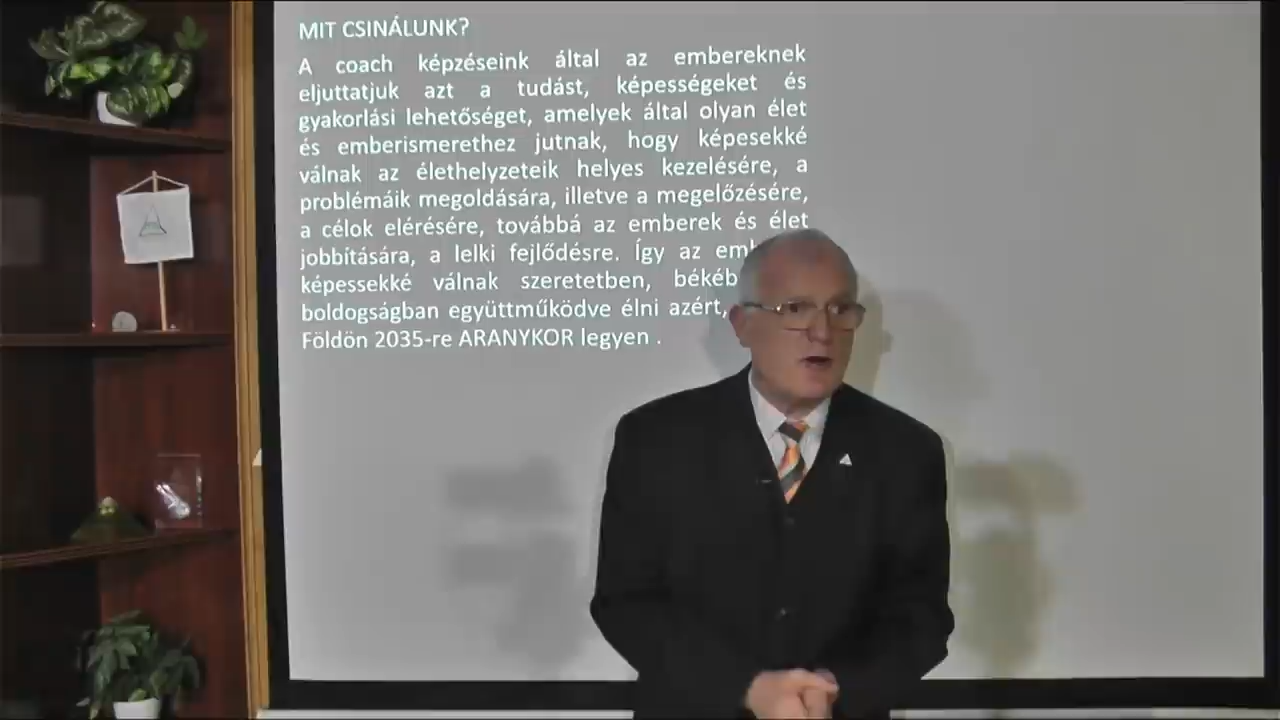 MIT CSINÁLUNK?
A coach képzéseink által az embereknek
eljuttatjuk azt a tudást, képességeket és
gyakorlási lehetőséget, amelyek által olyan élet
és emberismerethez jutnak, hogy képesekké
válnak az élethelyzeteik helyes kezelésére, a
problémáik megoldására, illetve a megelőzésére,
a célok elérésére, továbbá az emberek és élet
jobbítására, a lelki fejlődésre. Így az
képessekké válnak szeretetben,
boldogságban együttműködve élni azért,
Földön 2035-re ARANYKOR legyen .